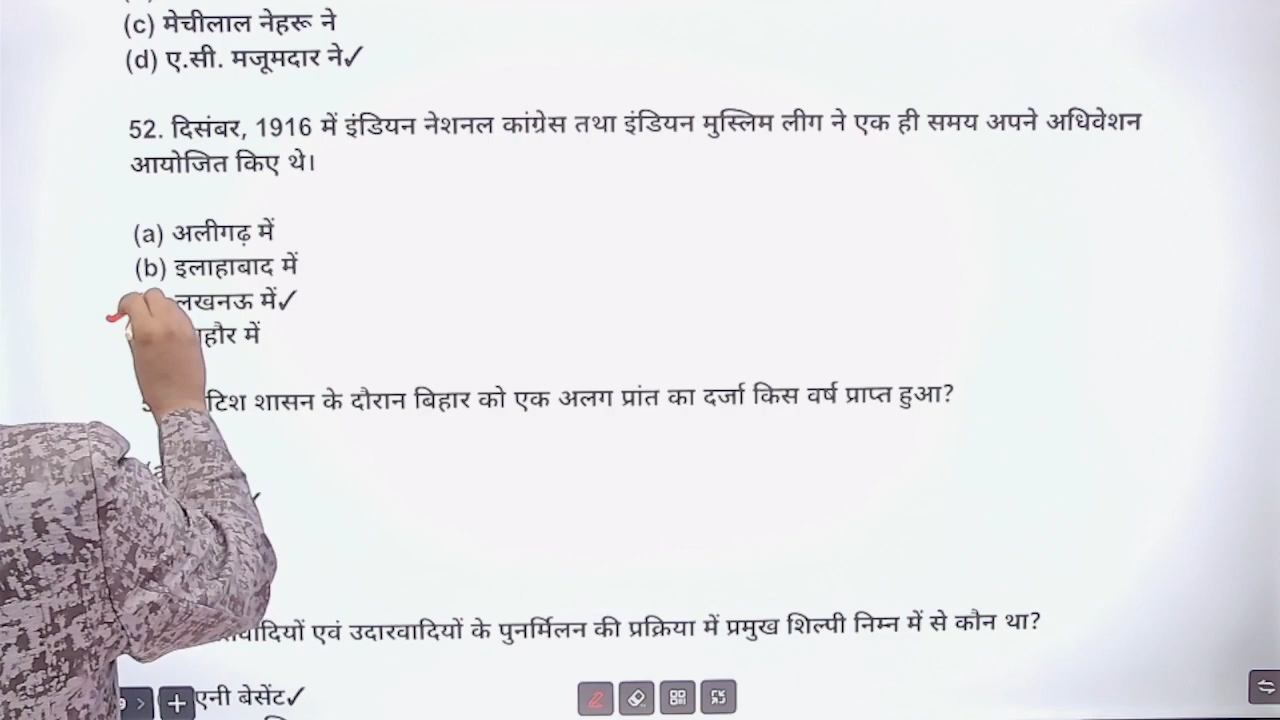 (c) मेचीलाल नेहरू ने
(d) ए.सी. मजूमदार ने✓
52. दिसंबर, 1916 में इंडियन नेशनल कांग्रेस तथा इंडियन मुस्लिम लीग ने एक ही समय अपने अधिवेशन
आयोजित किए थे।
(a) अलीगढ़ में
(b) इलाहाबाद में
लखनऊ में✓
में
शासन के दौरान बिहार को एक अलग प्रांत का दर्जा किस वर्ष प्राप्त हुआ?
एवं उदारवादियों के पुनर्मिलन की प्रक्रिया में प्रमुख शिल्पी निम्न में से कौन था?
एनी बेसेंट✓